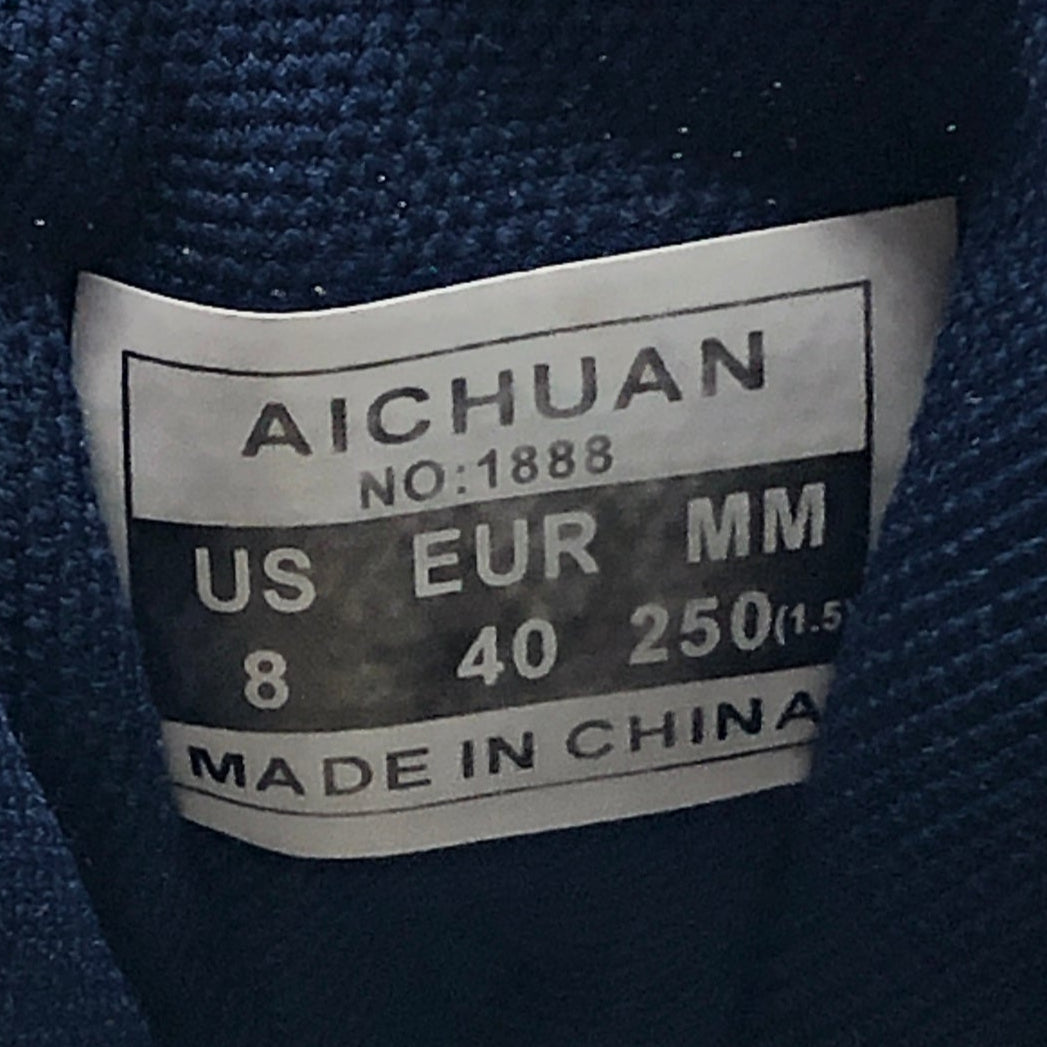 AICHUAN
NO:1888
US EUR MM
8 40 250(1.5)
MADE IN CHINA